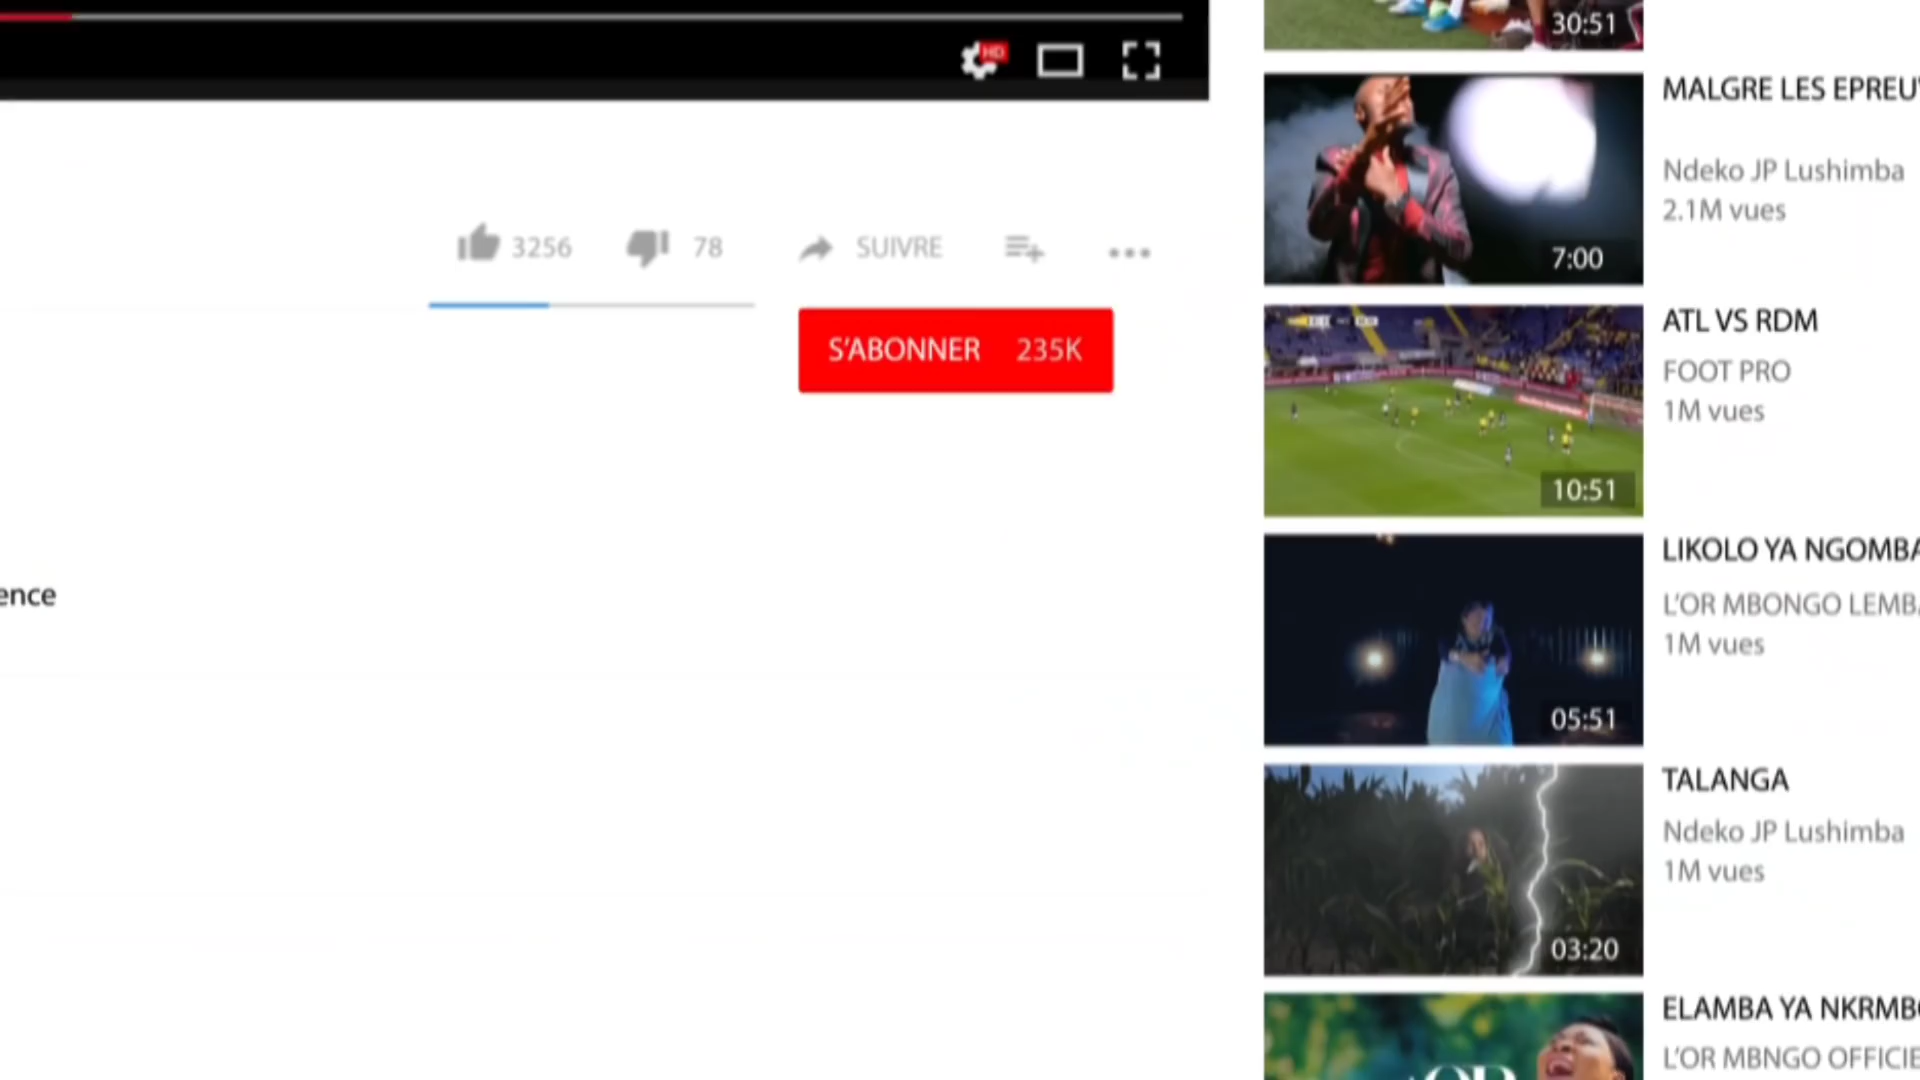 HD
3256
78
SUIVRE
S'ABONNER 235K
ence
30:51
MALGRE LES EPREU
Ndeko JP Lushimba
2.1M vues
7:00
ATL VS RDM
FOOT PRO
1M vues
10:51
LIKOLO YA NGOMBA
L'OR MBONGO LEMB
1M vues
05:51
TALANGA
Ndeko JP Lushimba
1M vues
03:20
ELAMBA YA NKRMB
L'OR MBNGO OFFICIE